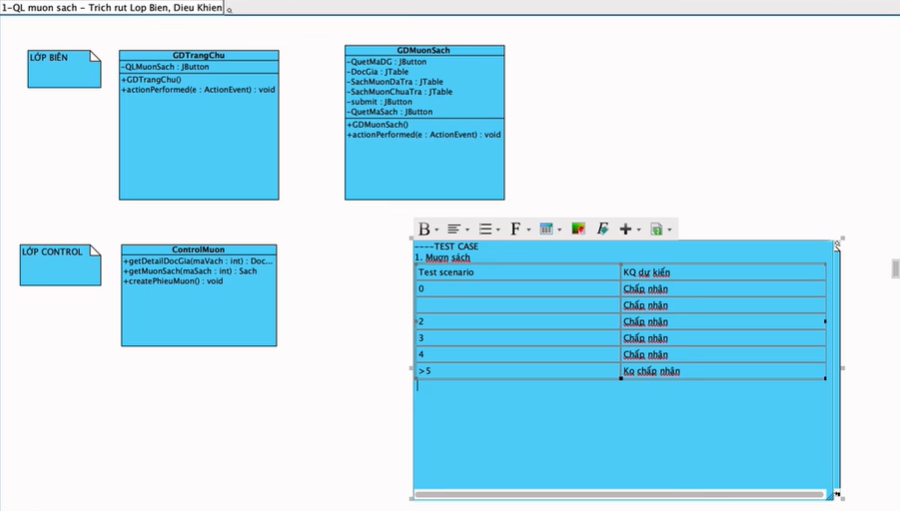 1-QL muon sach - Trich rut Lop Bien, Dieu Khien
LỚP BIÊN
GDTrangChu
-QLMuonSach : JButton
+GDTrangChu()
+actionPerformed(e : ActionEvent) : void
GDMuonSach
-QuetMaDG : JButton
-DocGia : JTable
-SachMuonDaTra : JTable
-SachMuonChuaTra : JTable
-submit : JButton
-QuetMaSach : JButton
+GDMuonSach()
+actionPerformed(e : ActionEvent) : void
LỚP CONTROL
ControlMuon
+getDetailDocGia(maVach : int) : Doc...
+getMuonSach(maSach : int) : Sach
+createPhieuMuon() : void
B F F
----TEST CASE
1. Mượn sách
Test scenario KQ dự kiến
0 Chấp nhận
Chấp nhận
2 Chấp nhận
3 Chấp nhận
4 Chấp nhận
>5 Kq chấp nhận